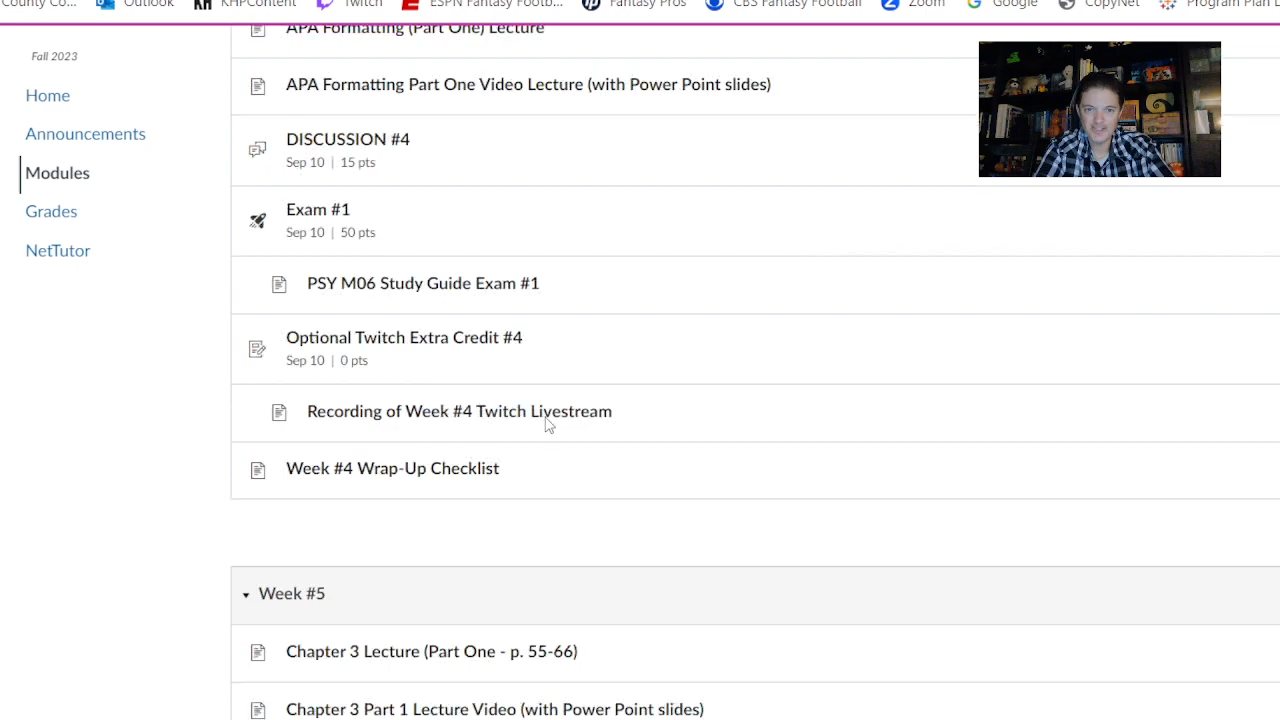 County Co...
Outlook
KHPContent
Twitch
ESPN Fantasy Footb...
Fantasy Pros
CBS Fantasy Football
Zoom
Google
CopyNet
Program Plan
Fall 2023
Home
Announcements
Modules
Grades
NetTutor
APA Formatting (Part One) Lecture
APA Formatting Part One Video Lecture (with Power Point slides)
DISCUSSION #4
Sep 10 | 15 pts
Exam #1
Sep 10 | 50 pts
PSY M06 Study Guide Exam #1
Optional Twitch Extra Credit #4
Sep 10 | 0 pts
Recording of Week #4 Twitch Livestream
Week #4 Wrap-Up Checklist
Week #5
Chapter 3 Lecture (Part One - p. 55-66)
Chapter 3 Part 1 Lecture Video (with Power Point slides)